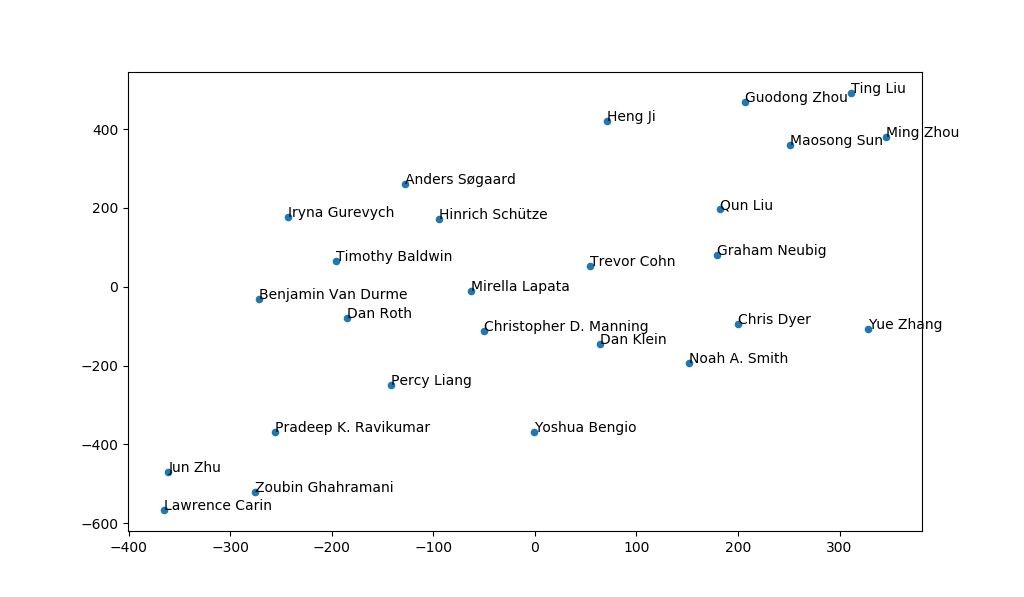 Ting Liu
Guodong Zhou
Heng Ji
400
Ming Zhou
Maosong Sun
Anders Søgaard
Iryna Gurevych
Hinrich Schütze
200
Qun Liu
Timothy Baldwin
Trevor Cohn
Graham Neubig
0
Mirella Lapata
Benjamin Van Durme
Dan Roth
Christopher D. Manning
Chris Dyer
Yue Zhang
Dan Klein
−200
Noah A. Smith
Percy Liang
Pradeep K. Ravikumar
Yoshua Bengio
−400
Jun Zhu
Zoubin Ghahramani
Lawrence Carin
−600
−400 −300 −200 −100 0 100 200 300